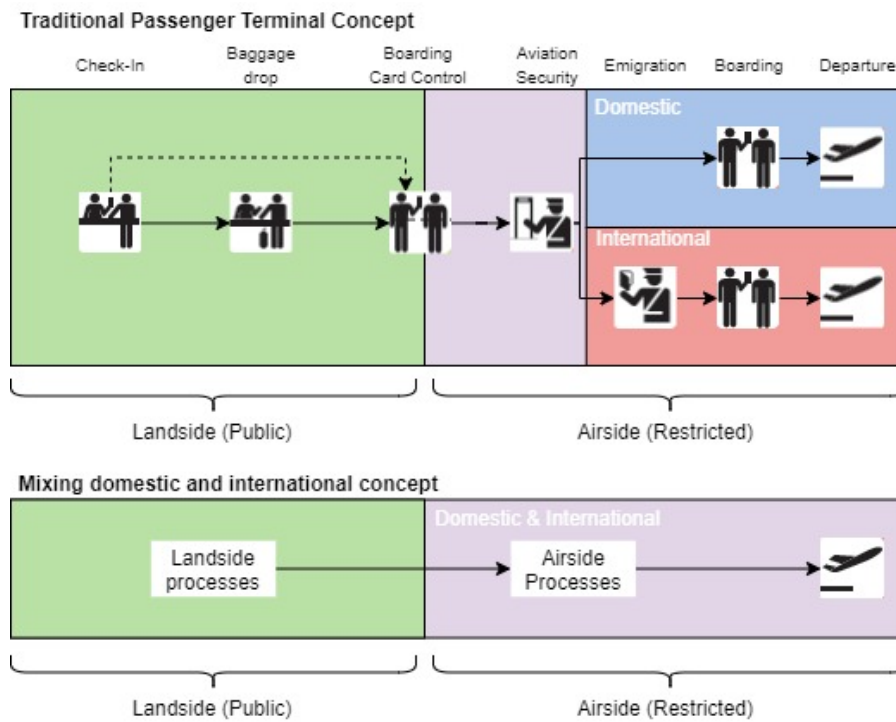 Traditional Passenger Terminal Concept
Check-In
Baggage
drop
Boarding
Card Control
Aviation
Security
Emigration
Boarding
Departure
Domestic
International
Landside (Public)
Airside (Restricted)
Mixing domestic and international concept
Domestic & International
Landside
processes
Airside
Processes
Landside (Public)
Airside (Restricted)